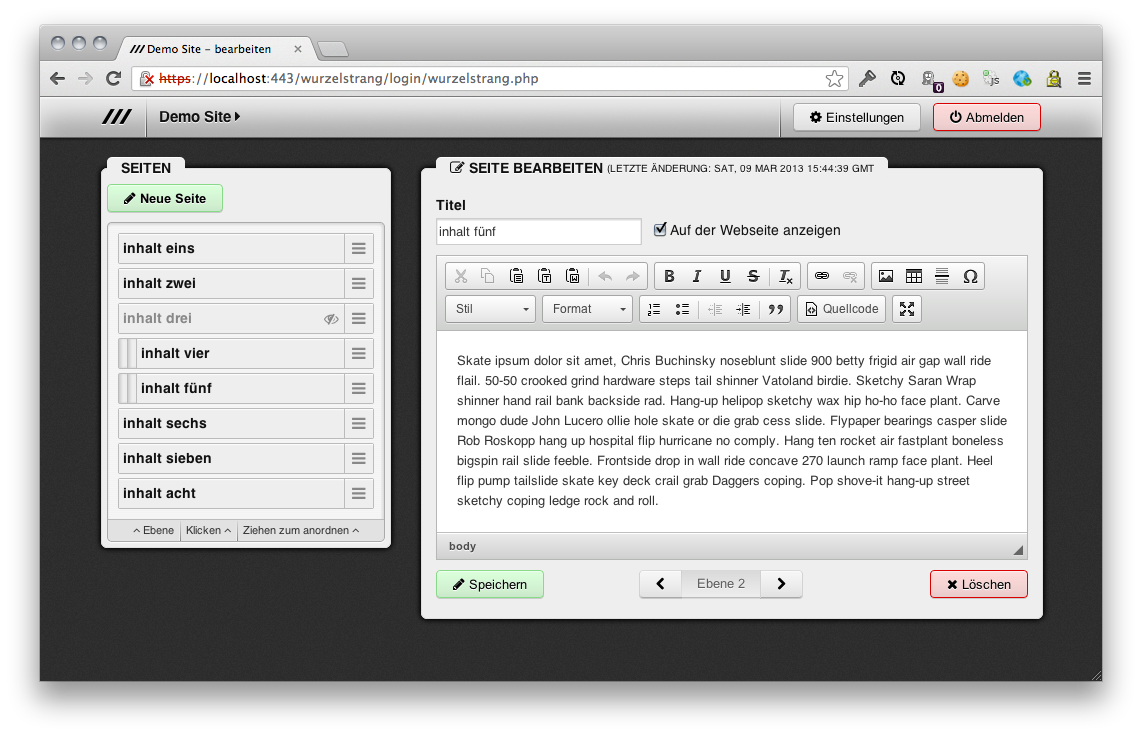 /// Demo Site – bearbeiten
https://localhost:443/wurzelstrang/login/wurzelstrang.php
0
js
/// Demo Site
Einstellungen
Abmelden
SEITEN
Neue Seite
inhalt eins
inhalt zwei
inhalt drei
inhalt vier
inhalt fünf
inhalt sechs
inhalt sieben
inhalt acht
^ Ebene Klicken ^ Ziehen zum anordnen ^
SEITE BEARBEITEN (LETZTE ÄNDERUNG: SAT, 09 MAR 2013 15:44:39 GMT
Titel
inhalt fünf
Auf der Webseite anzeigen
B I U S Tx Ω
Stil Format Quellcode
Skate ipsum dolor sit amet, Chris Buchinsky noseblunt slide 900 betty frigid air gap wall ride
flail. 50-50 crooked grind hardware steps tail shinner Vatoland birdie. Sketchy Saran Wrap
shinner hand rail bank backside rad. Hang-up helipop sketchy wax hip ho-ho face plant. Carve
mongo dude John Lucero ollie hole skate or die grab cess slide. Flypaper bearings casper slide
Rob Roskopp hang up hospital flip hurricane no comply. Hang ten rocket air fastplant boneless
bigspin rail slide feeble. Frontside drop in wall ride concave 270 launch ramp face plant. Heel
flip pump tailslide skate key deck crail grab Daggers coping. Pop shove-it hang-up street
sketchy coping ledge rock and roll.
body
Speichern
Ebene 2
Löschen